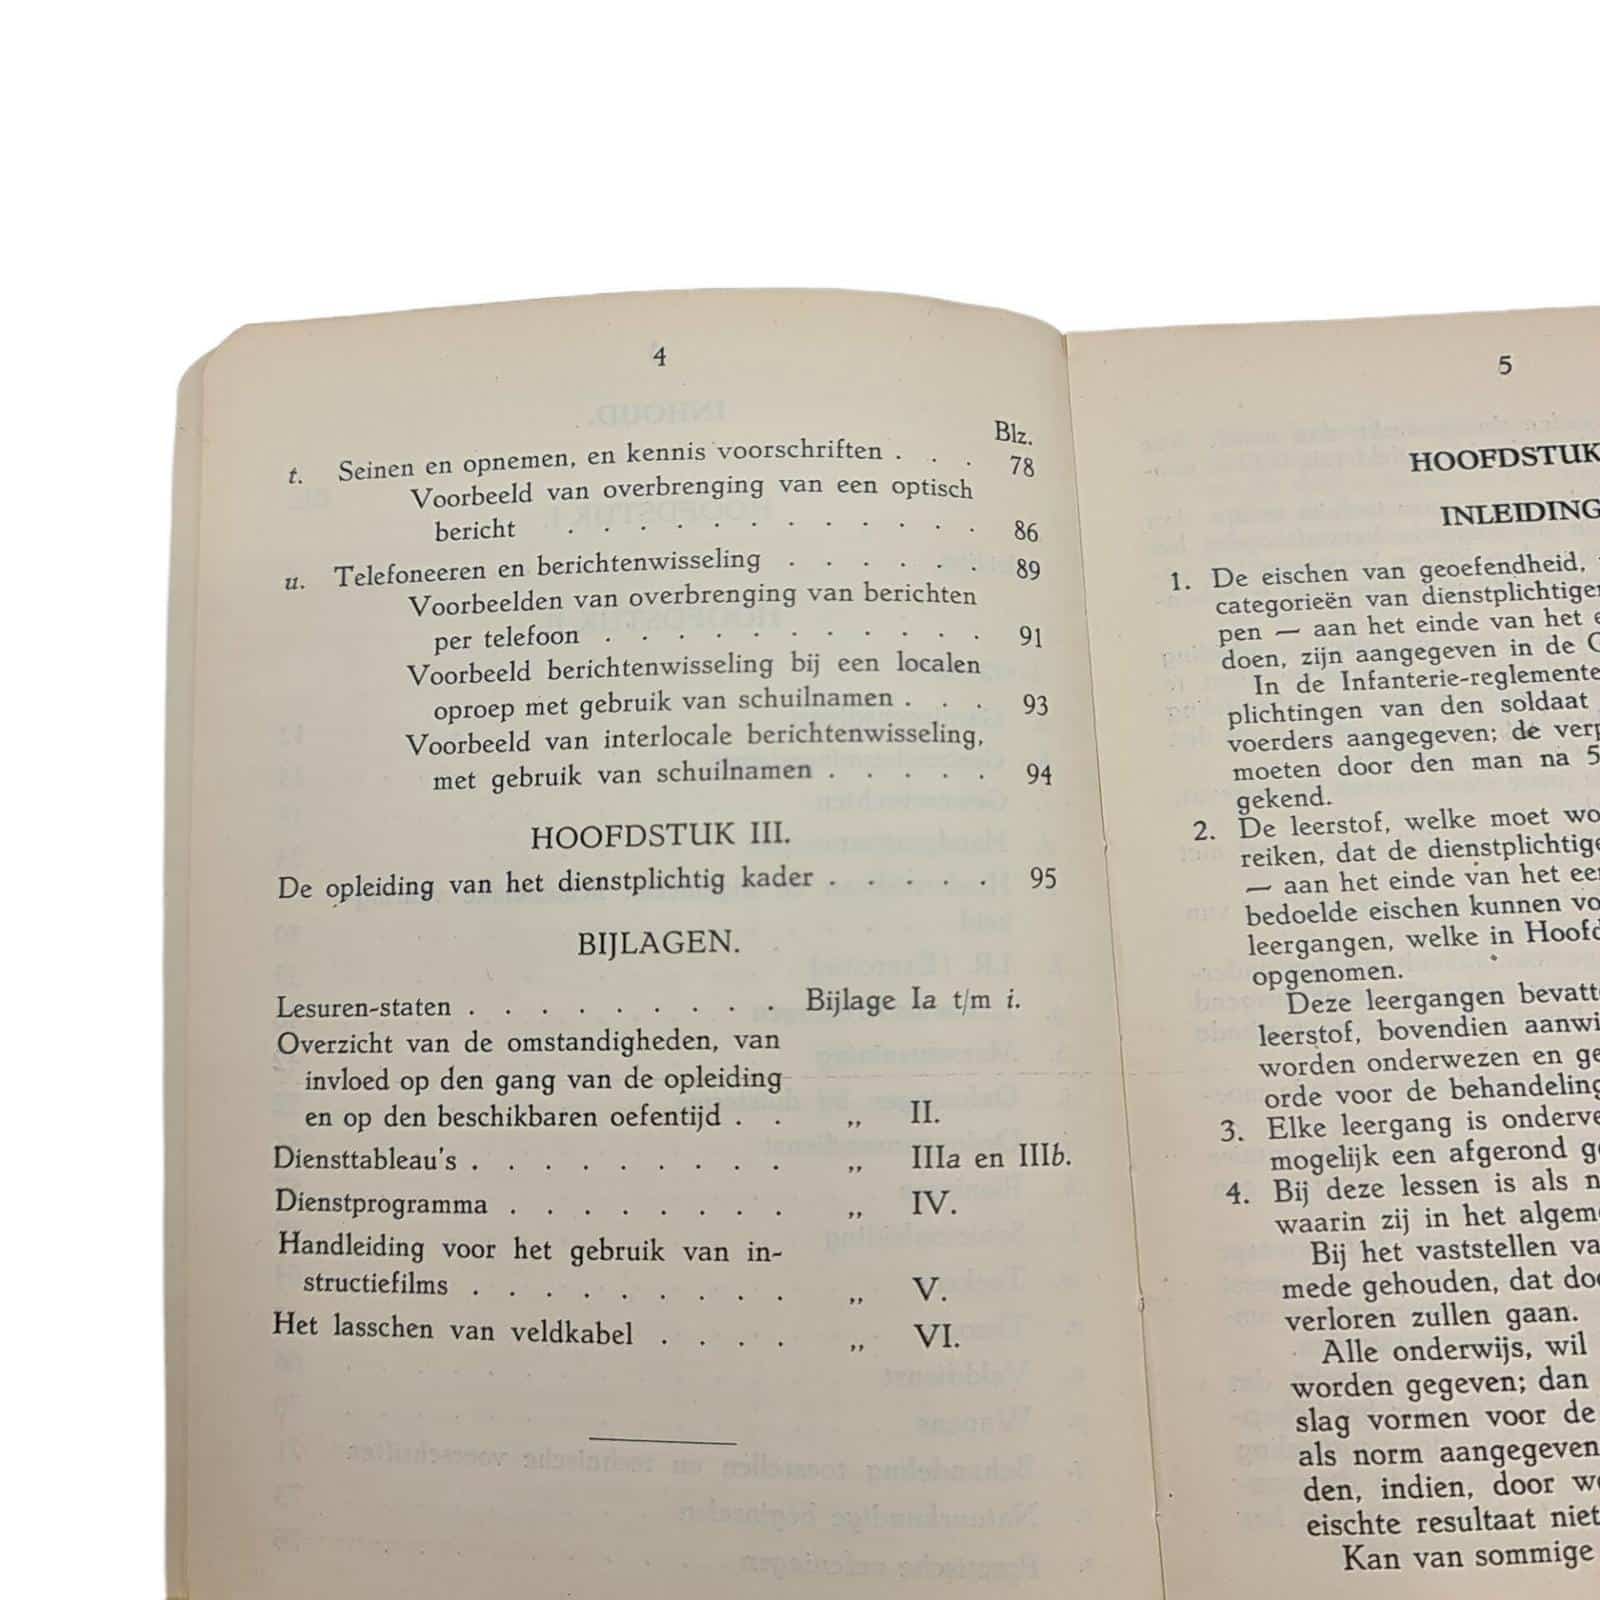 4
Blz.
t. Seinen en opnemen, en kennis voorschriften . . . 78
Voorbeeld van overbrenging van een optisch
bericht . . . . . . . . . . . . 86
u. Telefoneeren en berichtenwisseling . . . . . . 89
Voorbeelden van overbrenging van berichten
per telefoon . . . . . . . . . . . 91
Voorbeeld berichtenwisseling bij een localen
oproep met gebruik van schuilnamen . . . 93
Voorbeeld van interlocale berichtenwisseling,
met gebruik van schuilnamen . . . . . 94
HOOFDSTUK III.
De opleiding van het dienstplichtig kader . . . . . 95
BIJLAGEN.
Lesuren-staten . . . . . . . . . Bijlage Ia t/m i.
Overzicht van de omstandigheden, van
invloed op den gang van de opleiding
en op den beschikbaren oefentijd . . „ II.
Diensttableau's . . . . . . . . . „ IIIa en IIIb.
Dienstprogramma . . . . . . . . „ IV.
Handleiding voor het gebruik van in-
structiefilms . . . . . . . . . „ V.
Het lasschen van veldkabel . . . . „ VI.
5
HOOFDSTUK
INLEIDING
1. De eischen van geoefendheid,
categorieën van dienstplichtigen
pen — aan het einde van het e
doen, zijn aangegeven in de
In de Infanterie-reglemente
plichtingen van den soldaat
voerders aangegeven; de verp
moeten door den man na 5
gekend.
2. De leerstof, welke moet wo
reiken, dat de dienstplichtige
— aan het einde van het eer
bedoelde eischen kunnen vo
leergangen, welke in Hoofd
opgenomen.
Deze leergangen bevatt
leerstof, bovendien aanwi
worden onderwezen en ge
orde voor de behandeling
3. Elke leergang is onderve
mogelijk een afgerond g
4. Bij deze lessen is als n
waarin zij in het algem
Bij het vaststellen va
mede gehouden, dat doo
verloren zullen gaan.
Alle onderwijs, wil
worden gegeven; dan
slag vormen voor de
als norm aangegeven
den, indien, door we
eischte resultaat niet
Kan van sommige